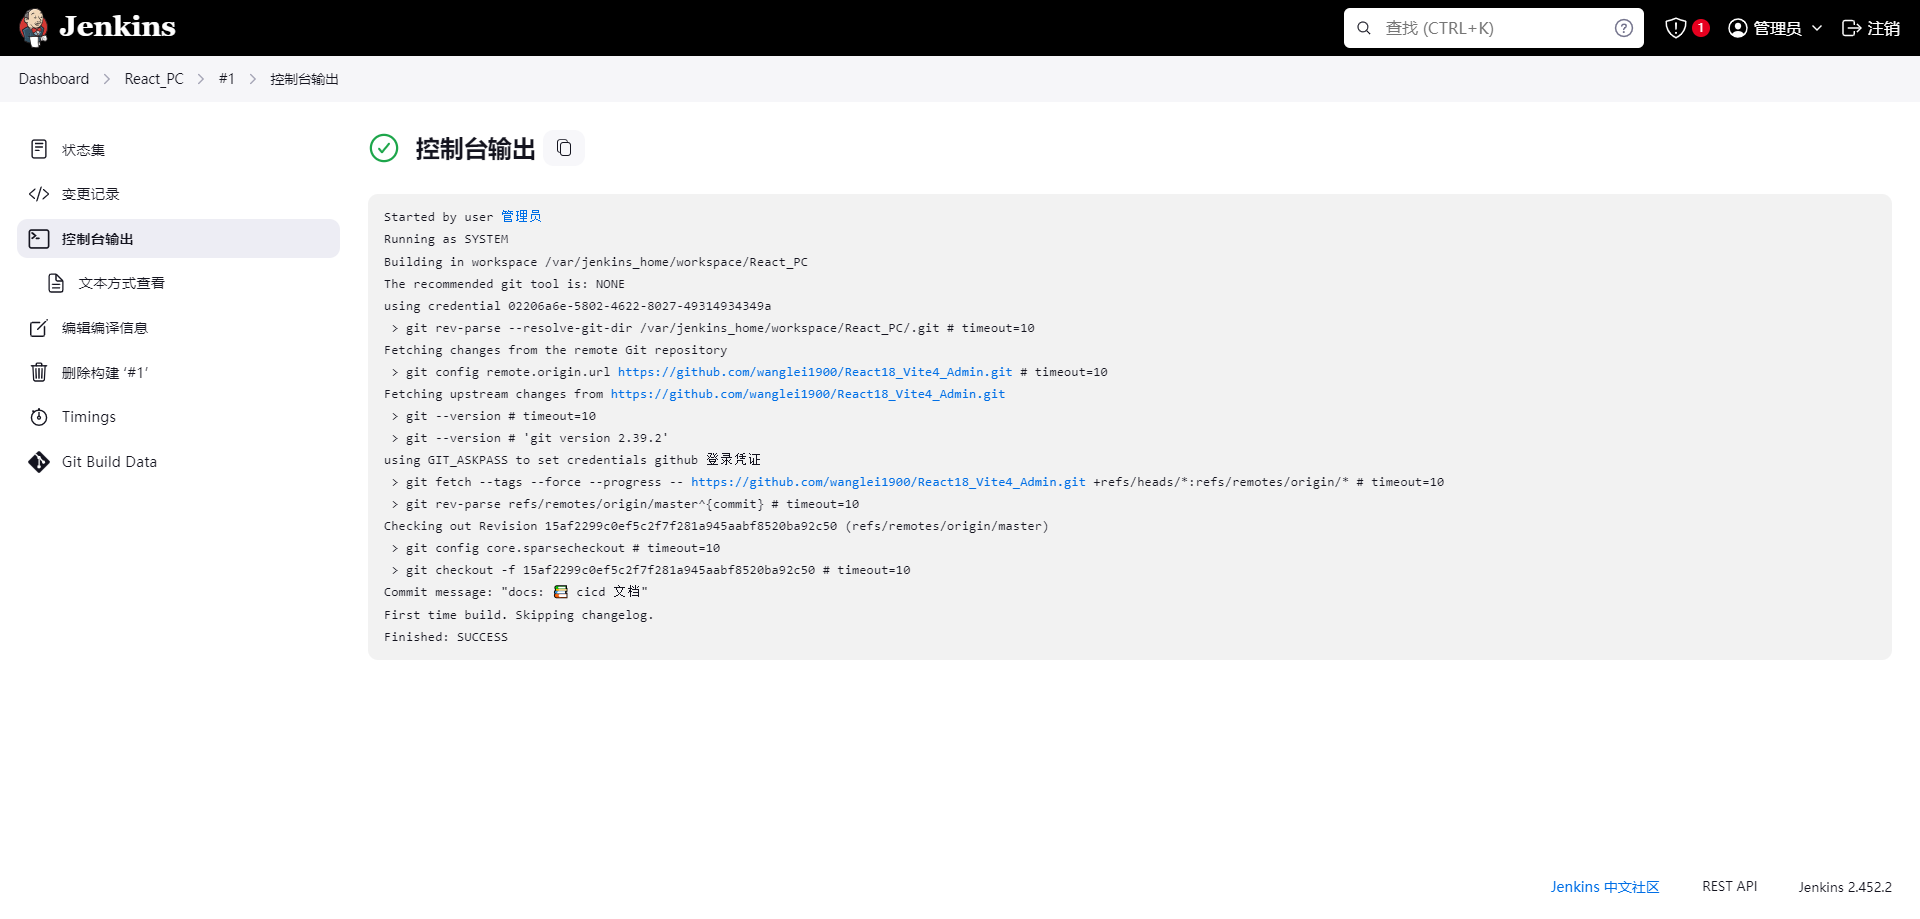 Jenkins
查找 (CTRL+K)
1
管理员
注销
Dashboard
React_PC
#1
控制台输出
状态集
变更记录
控制台输出
文本方式查看
编辑编译信息
删除构建 ‘#1’
Timings
Git Build Data
控制台输出
Started by user 管理员
Running as SYSTEM
Building in workspace /var/jenkins_home/workspace/React_PC
The recommended git tool is: NONE
using credential 02206a6e-5802-4622-8027-49314934349a
> git rev-parse --resolve-git-dir /var/jenkins_home/workspace/React_PC/.git # timeout=10
Fetching changes from the remote Git repository
> git config remote.origin.url https://github.com/wanglei1900/React18_Vite4_Admin.git # timeout=10
Fetching upstream changes from https://github.com/wanglei1900/React18_Vite4_Admin.git
> git --version # timeout=10
> git --version # 'git version 2.39.2'
using GIT_ASKPASS to set credentials github 登录凭证
> git fetch --tags --force --progress -- https://github.com/wanglei1900/React18_Vite4_Admin.git +refs/heads/*:refs/remotes/origin/* # timeout=10
> git rev-parse refs/remotes/origin/master^{commit} # timeout=10
Checking out Revision 15af2299c0ef5c2f7f281a945aabf8520ba92c50 (refs/remotes/origin/master)
> git config core.sparsecheckout # timeout=10
> git checkout -f 15af2299c0ef5c2f7f281a945aabf8520ba92c50 # timeout=10
Commit message: "docs: 📚 cicd 文档"
First time build. Skipping changelog.
Finished: SUCCESS
Jenkins 中文社区
REST API
Jenkins 2.452.2